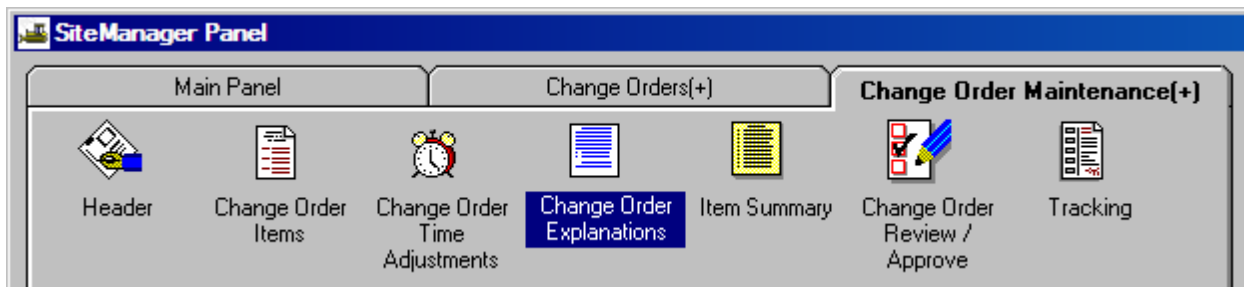 SiteManager Panel
Main Panel
Change Orders(+)
Change Order Maintenance(+)
Header
Change Order
Items
Change Order
Time
Adjustments
Change Order
Explanations
Item Summary
Change Order
Review /
Approve
Tracking